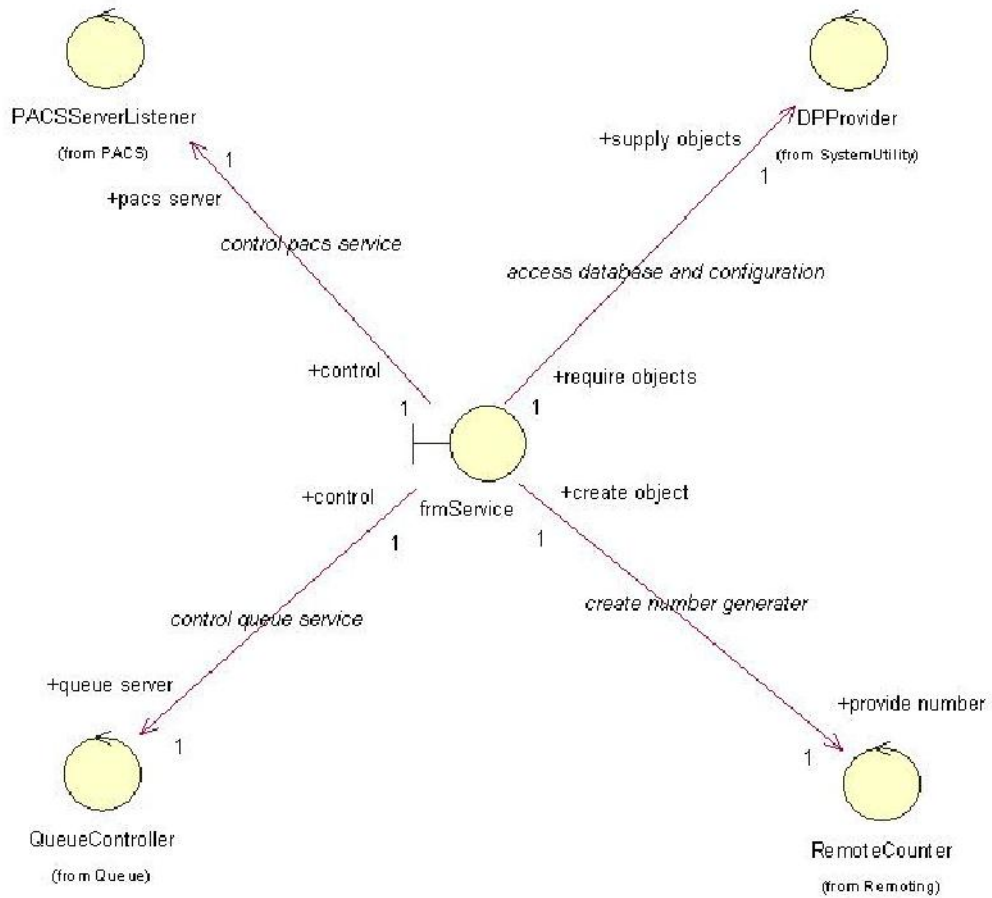 PACSServerListener
(from PACS)
1
+pacs server
control pacs service
+control
1
DPProvider
(from SystemUtility)
+supply objects
1
access database and configuration
+require objects
1
frmService
+control
1
control queue service
+queue server
1
QueueController
(from Queue)
+create object
1
create number generater
+provide number
1
RemoteCounter
(from Remoting)